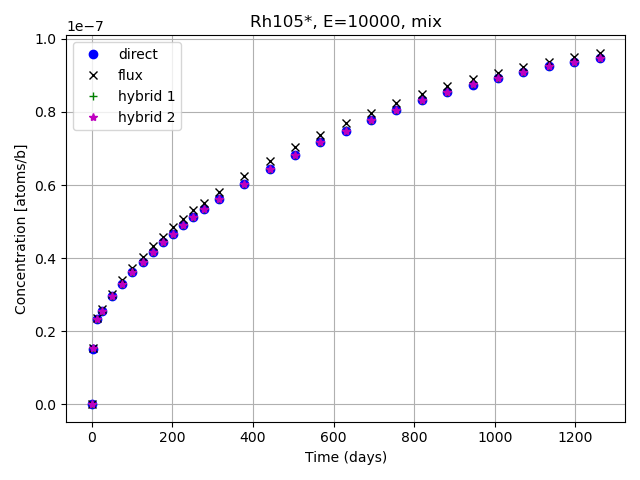 Rh105*, E=10000, mix
1e−7
1.0
0.8
0.6
0.4
0.2
0.0
Concentration [atoms/b]
direct
flux
hybrid 1
hybrid 2
0
200
400
600
800
1000
1200
Time (days)